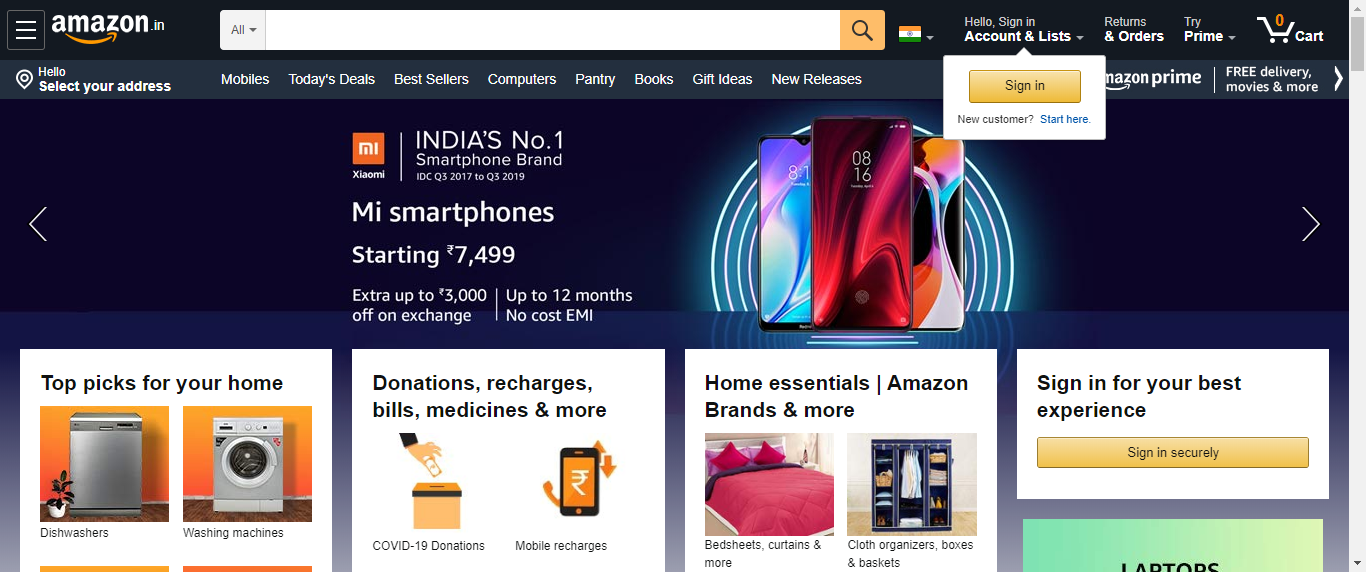 amazon.in
All
Hello, Sign in
Account & Lists
Returns
& Orders
Try
Prime
0
Cart
Hello
Select your address
Mobiles
Today's Deals
Best Sellers
Computers
Pantry
Books
Gift Ideas
New Releases
Sign in
New customer? Start here.
mazon prime
FREE delivery,
movies & more
mi
Xiaomi
INDIA'S No.1
Smartphone Brand
IDC Q3 2017 to Q3 2019
Mi smartphones
Starting ₹7,499
Extra up to ₹3,000
off on exchange
Up to 12 months
No cost EMI
08
16
Top picks for your home
Dishwashers
Washing machines
Donations, recharges,
bills, medicines & more
₹
COVID-19 Donations
Mobile recharges
Home essentials | Amazon
Brands & more
Bedsheets, curtains &
more
Cloth organizers, boxes
& baskets
Sign in for your best
experience
Sign in securely
LAPTOPS